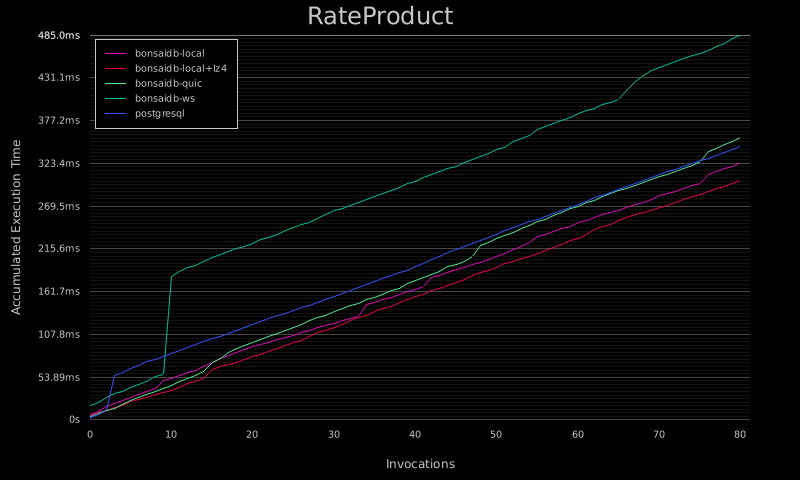 RateProduct
485.0ms
431.1ms
377.2ms
323.4ms
269.5ms
215.6ms
161.7ms
107.8ms
53.89ms
0s
bonsaidb-local
bonsaidb-local+lz4
bonsaidb-quic
bonsaidb-ws
postgresql
Accumulated Execution Time
0 10 20 30 40 50 60 70 80
Invocations